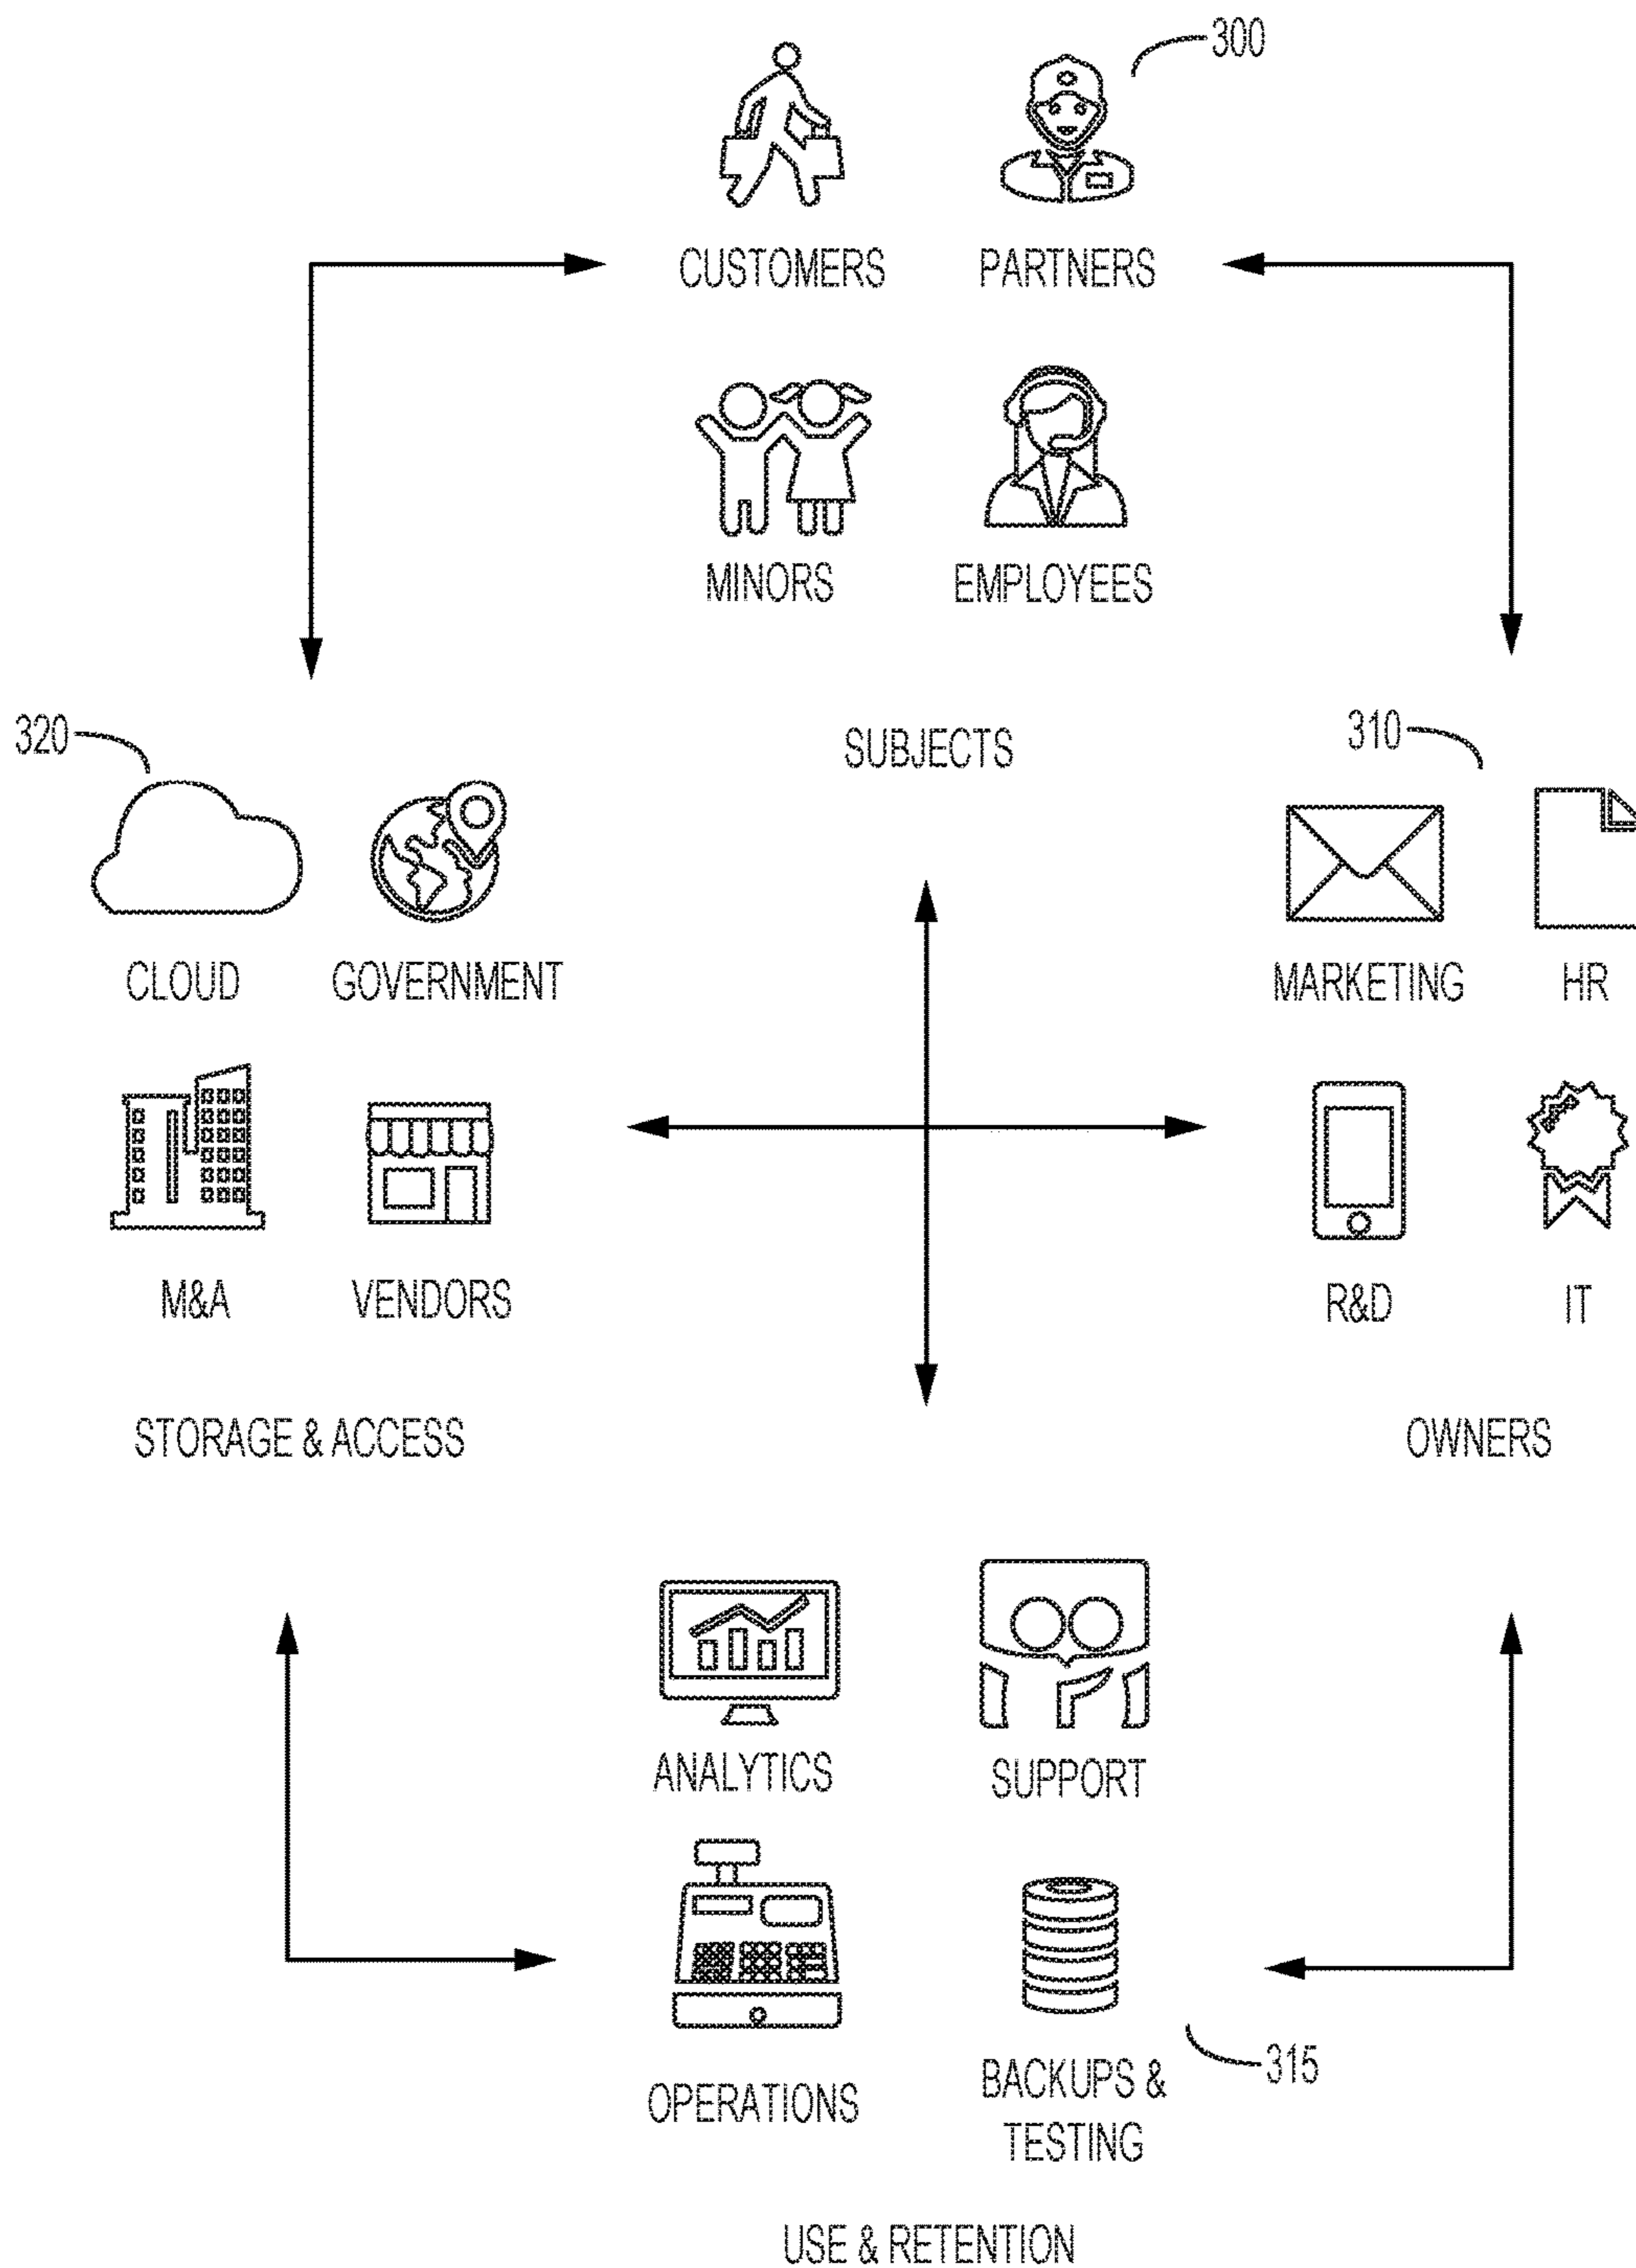 300
CUSTOMERS
PARTNERS
MINORS
EMPLOYEES
SUBJECTS
320
CLOUD
GOVERNMENT
M&A
VENDORS
STORAGE & ACCESS
310
MARKETING
HR
R&D
IT
OWNERS
ANALYTICS
SUPPORT
OPERATIONS
BACKUPS &
TESTING
315
USE & RETENTION